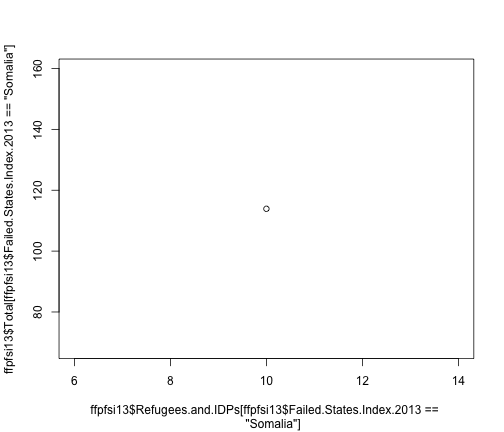 ffpfsi13$Total[ffpfsi13$Failed.States.Index.2013 == "Somalia"]
160
140
120
100
80
6 8 10 12 14
ffpfsi13$Refugees.and.IDPs[ffpfsi13$Failed.States.Index.2013 ==
"Somalia"]